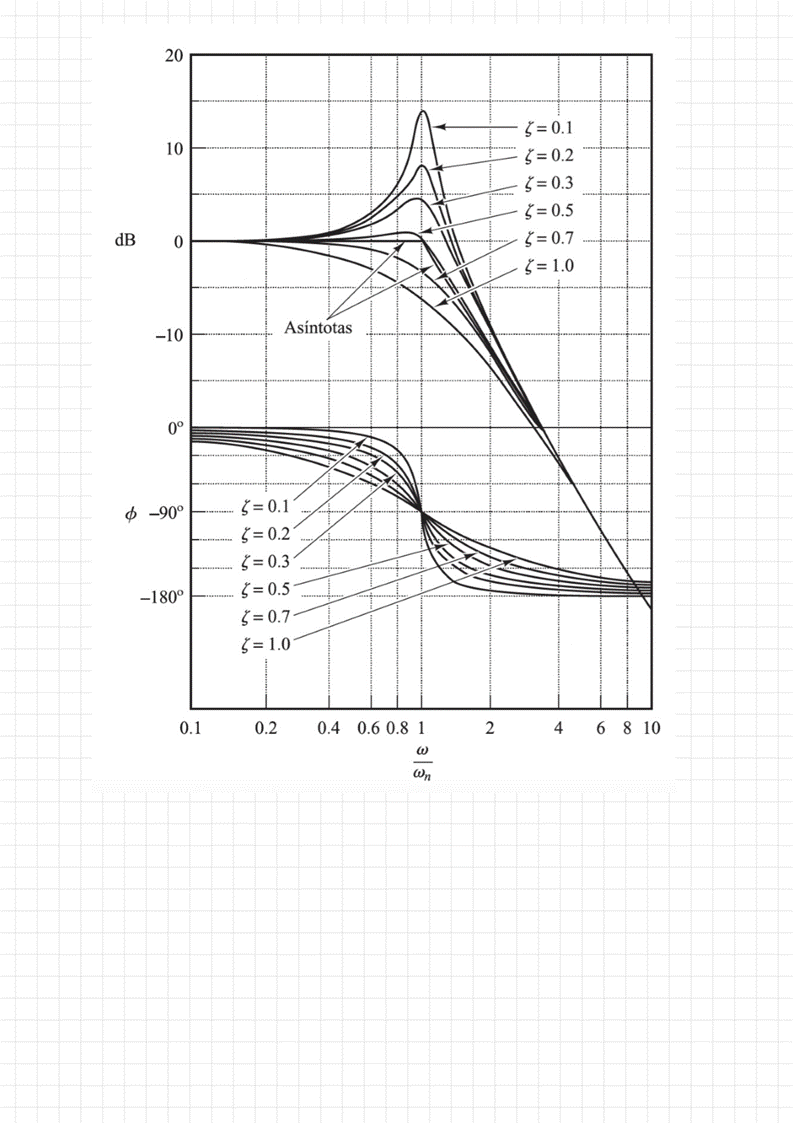 20
ζ = 0.1
10
ζ = 0.2
ζ = 0.3
ζ = 0.5
dB
0
ζ = 0.7
ζ = 1.0
Asíntotas
−10
0°
ζ = 0.1
ϕ
−90°
ζ = 0.2
ζ = 0.3
ζ = 0.5
−180°
ζ = 0.7
ζ = 1.0
0.1 0.2 0.4 0.6 0.8 1 2 4 6 8 10
ω
ωn